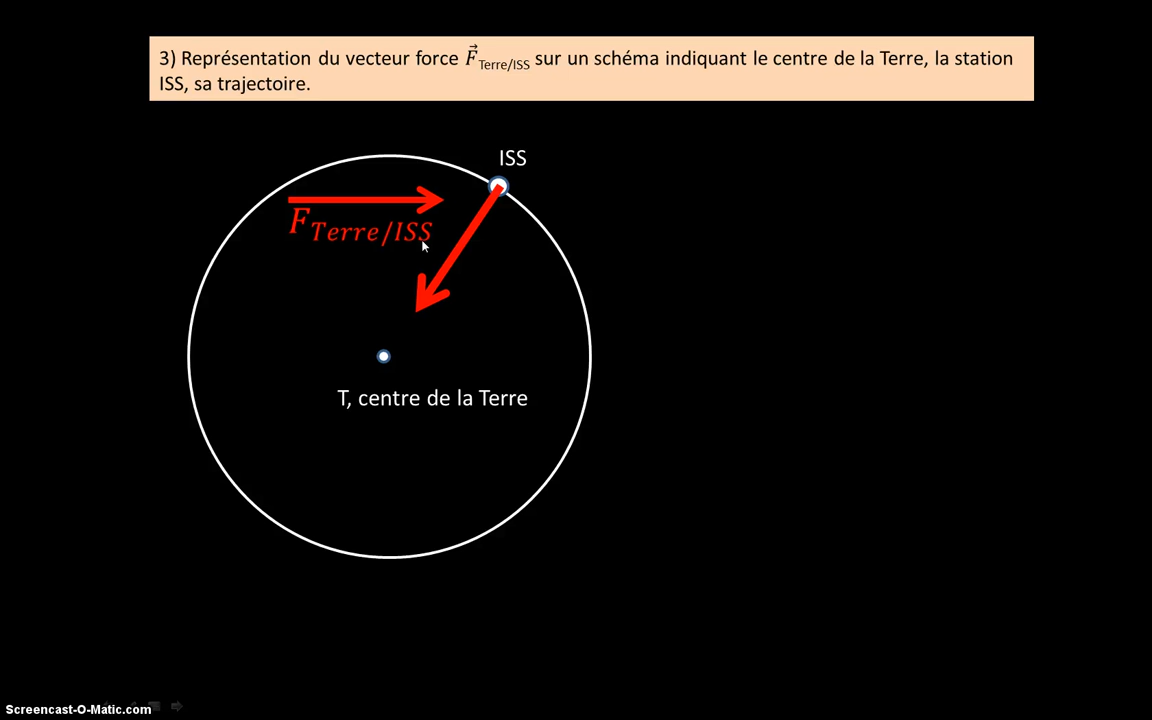 3) Représentation du vecteur force F⃗ Terre/ISS sur un schéma indiquant le centre de la Terre, la station
ISS, sa trajectoire.
ISS
F Terre/ISS
T, centre de la Terre
Screencast-O-Matic.com